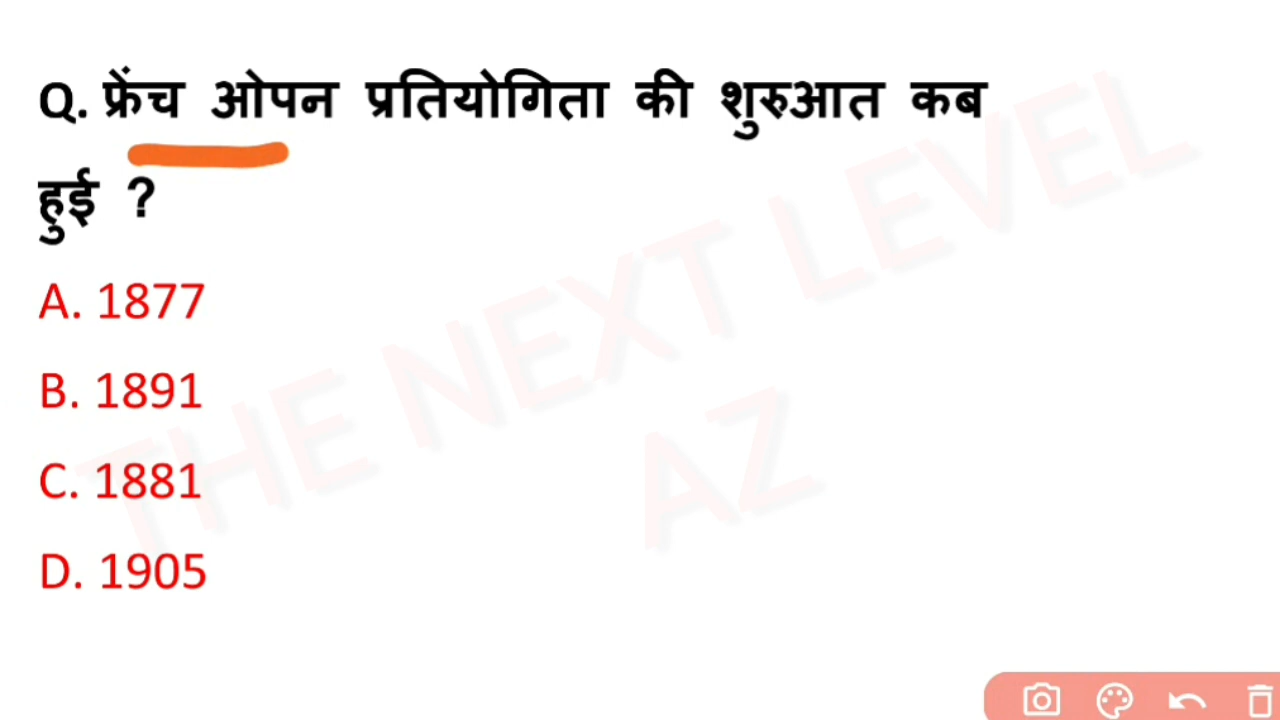 Q. फ्रेंच ओपन प्रतियोगिता की शुरुआत कब
हुई ?
A. 1877
B. 1891
C. 1881
D. 1905
THE NEXT LEVEL
AZ